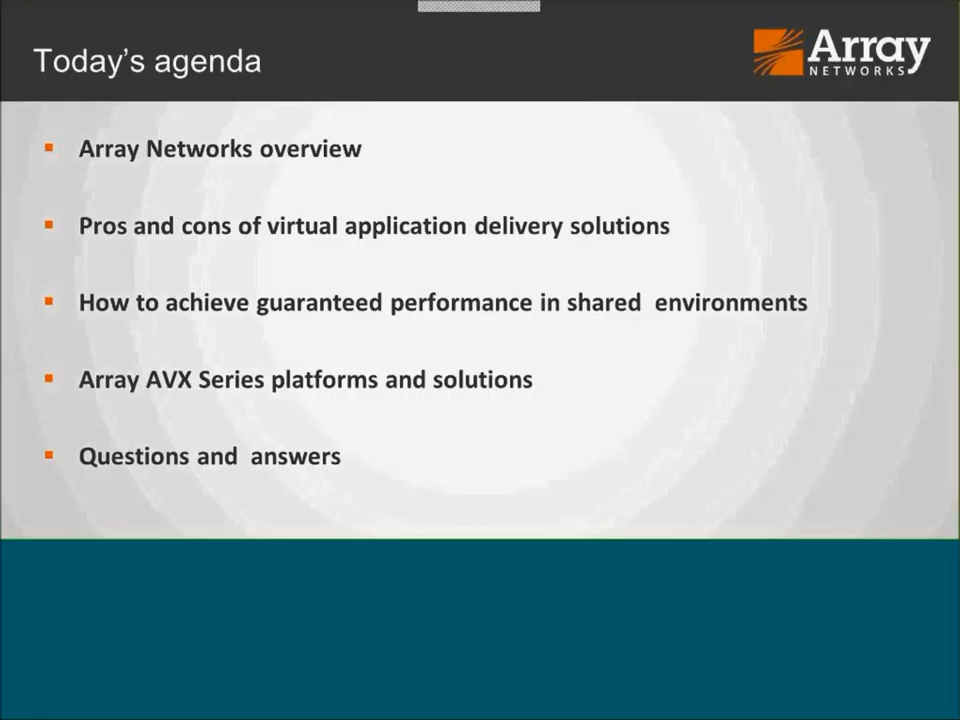 Today’s agenda
Array
NETWORKS
Array Networks overview
Pros and cons of virtual application delivery solutions
How to achieve guaranteed performance in shared  environments
Array AVX Series platforms and solutions
Questions and  answers